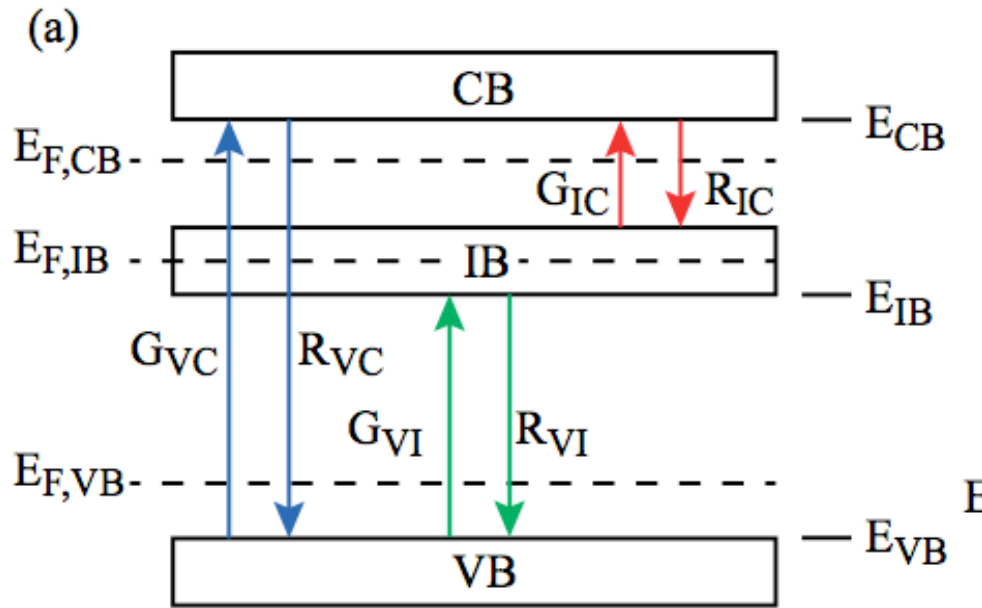 (a)
CB
E_CB
E_F,CB
G_IC
R_IC
E_F,IB
IB
E_IB
G_VC
R_VC
G_VI
R_VI
E_F,VB
E
E_VB
VB